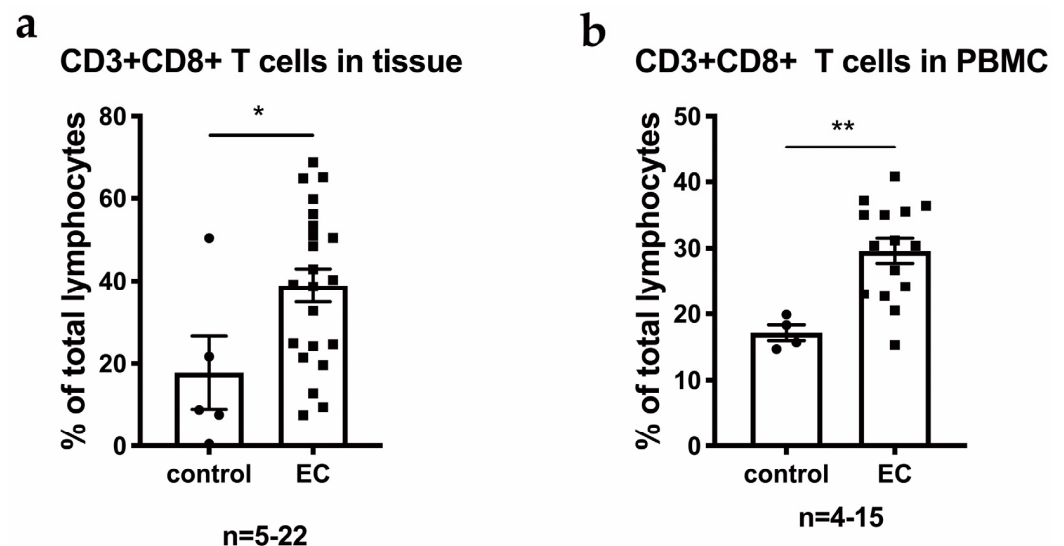 a
CD3+CD8+ T cells in tissue
% of total lymphocytes
80
60
40
20
0
*
control
EC
n=5-22
b
CD3+CD8+ T cells in PBMC
% of total lymphocytes
50
40
30
20
10
0
**
control
EC
n=4-15